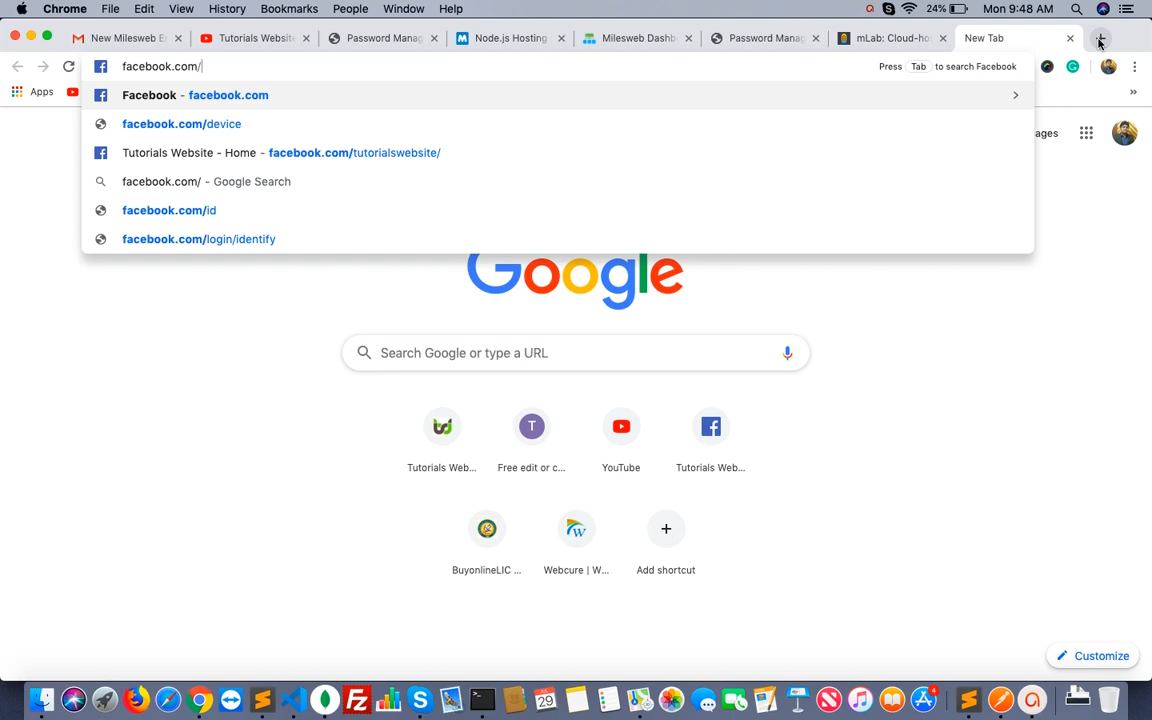 Chrome File Edit View History Bookmarks People Window Help 24% Mon 9:48 AM
New Milesweb E Tutorials Website Password Manag Node.js Hosting Milesweb Dashb Password Manag mLab: Cloud-hos New Tab
facebook.com/ Press Tab to search Facebook
Apps Facebook - facebook.com
facebook.com/device
ages
Tutorials Website - Home - facebook.com/tutorialswebsite/
facebook.com/ - Google Search
facebook.com/id
facebook.com/login/identify
Google
Search Google or type a URL
T
Tutorials Web... Free edit or c... YouTube Tutorials Web...
BuyonlineLIC ... Webcure | W... Add shortcut
Customize
29
4